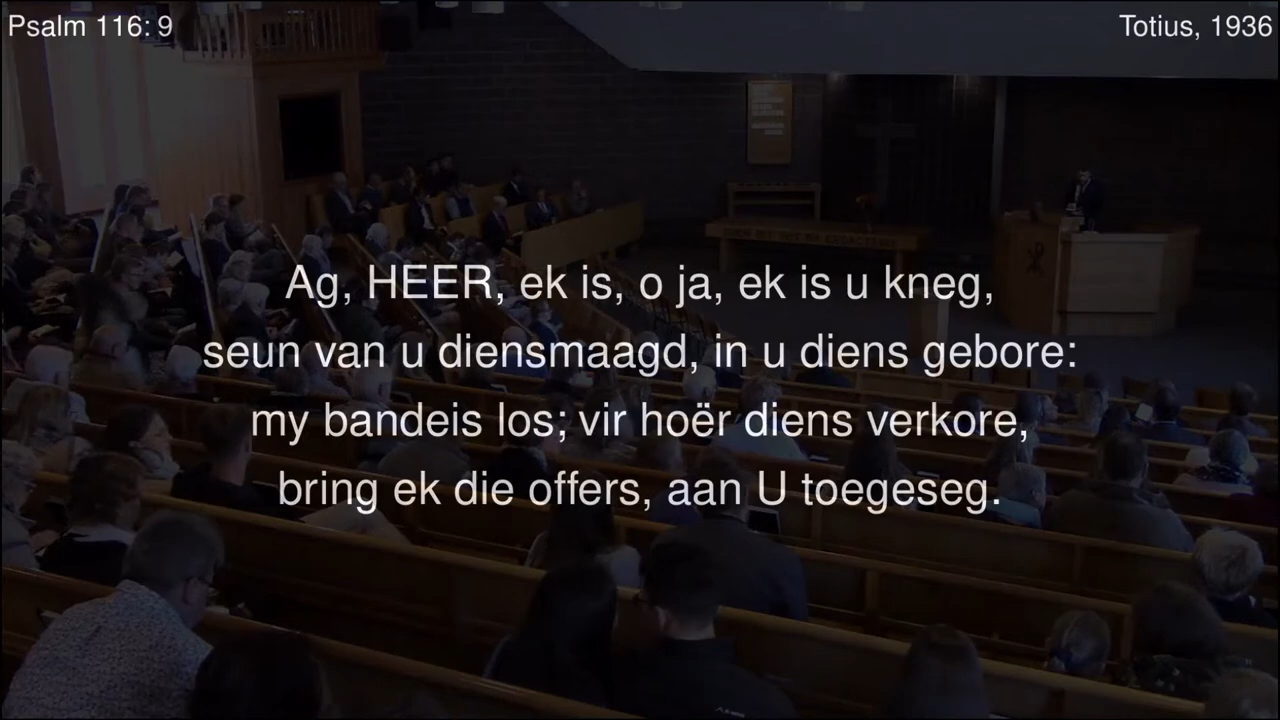 Psalm 116: 9
Totius, 1936
Ag, HEER, ek is, o ja, ek is u kneg,
seun van u diensmaagd, in u diens gebore:
my bandeis los; vir hoër diens verkore,
bring ek die offers, aan U toegeseg.